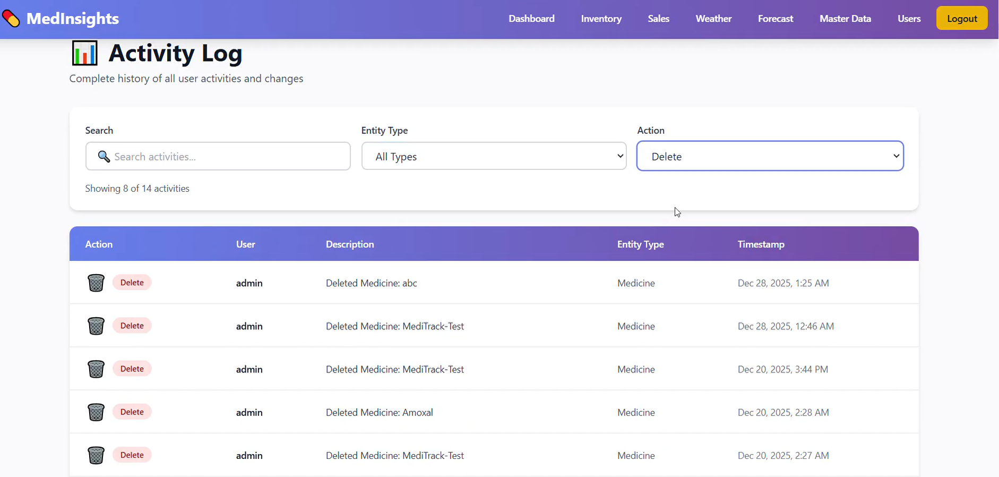 MedInsights
Dashboard Inventory Sales Weather Forecast Master Data Users Logout
Activity Log
Complete history of all user activities and changes
Search Entity Type Action
Search activities... All Types Delete
Showing 8 of 14 activities
Action User Description Entity Type Timestamp
Delete admin Deleted Medicine: abc Medicine Dec 28, 2025, 1:25 AM
Delete admin Deleted Medicine: MediTrack-Test Medicine Dec 28, 2025, 12:46 AM
Delete admin Deleted Medicine: MediTrack-Test Medicine Dec 20, 2025, 3:44 PM
Delete admin Deleted Medicine: Amoxal Medicine Dec 20, 2025, 2:28 AM
Delete admin Deleted Medicine: MediTrack-Test Medicine Dec 20, 2025, 2:27 AM